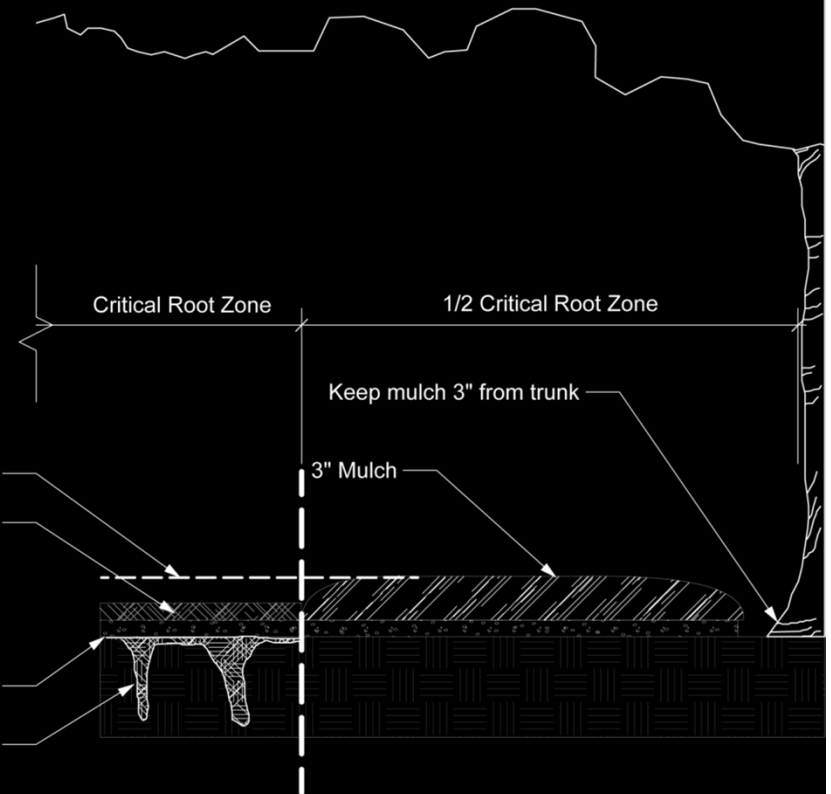 Critical Root Zone
1/2 Critical Root Zone
Keep mulch 3" from trunk
3" Mulch